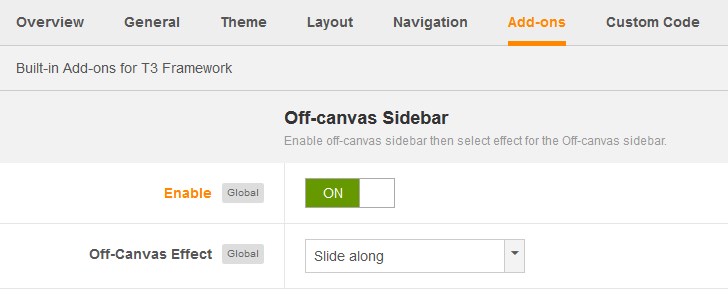 Overview General Theme Layout Navigation Add-ons Custom Code
Built-in Add-ons for T3 Framework
Off-canvas Sidebar
Enable off-canvas sidebar then select effect for the Off-canvas sidebar.
Enable Global ON
Off-Canvas Effect Global Slide along